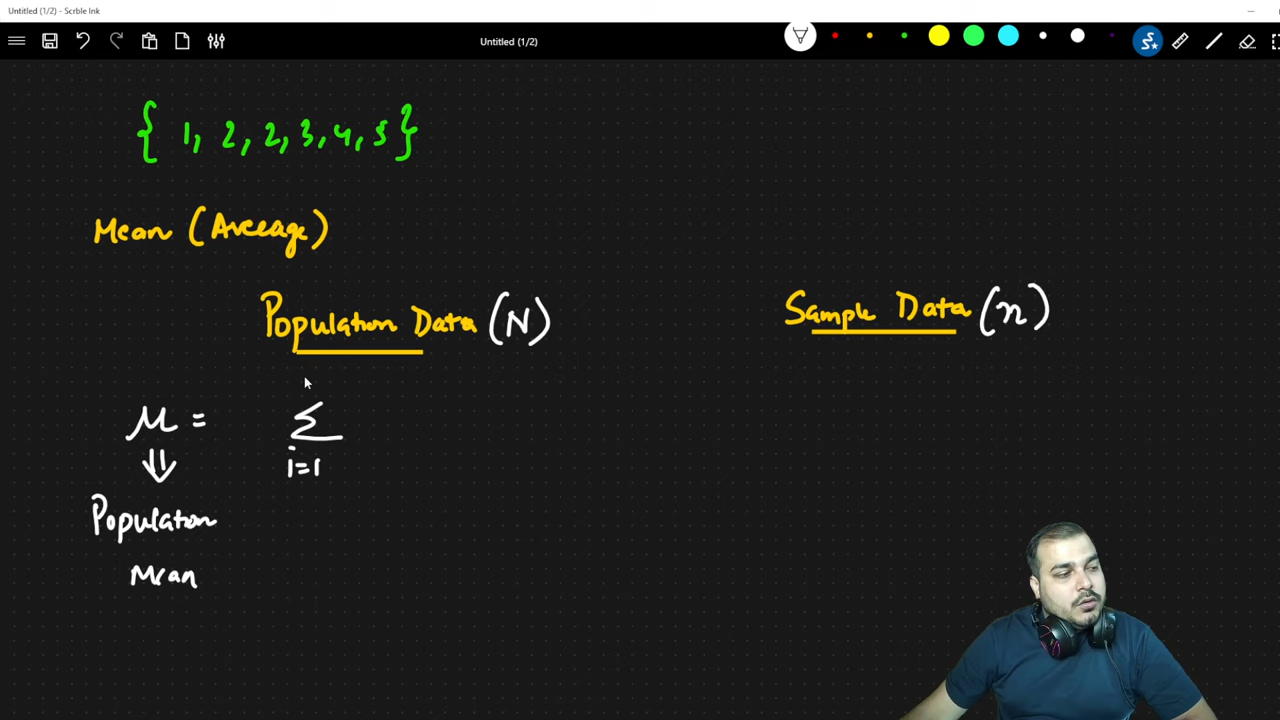 Untitled (1/2) - Scrble Ink
Untitled (1/2)
{ 1, 2, 2, 3, 4, 5 }
Mean (Average)
Population Data (N)
Sample Data (n)
μ = Σ
i=1
⇓
Population
Mean